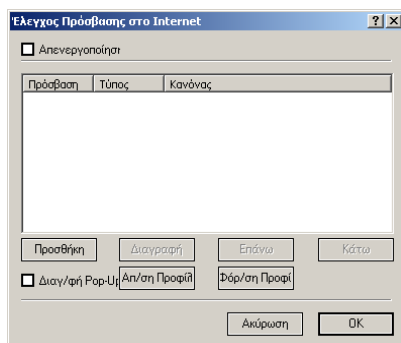 Έλεγχος Πρόσβασης στο Internet
Απενεργοποίησ
Πρόσβαση Τύπος Κανόνας
Προσθήκη Διαγραφή Επάνω Κάτω
Διαγ/φή Pop-Up Απ/ση Προφίλ Φόρ/ση Προφί
Ακύρωση OK